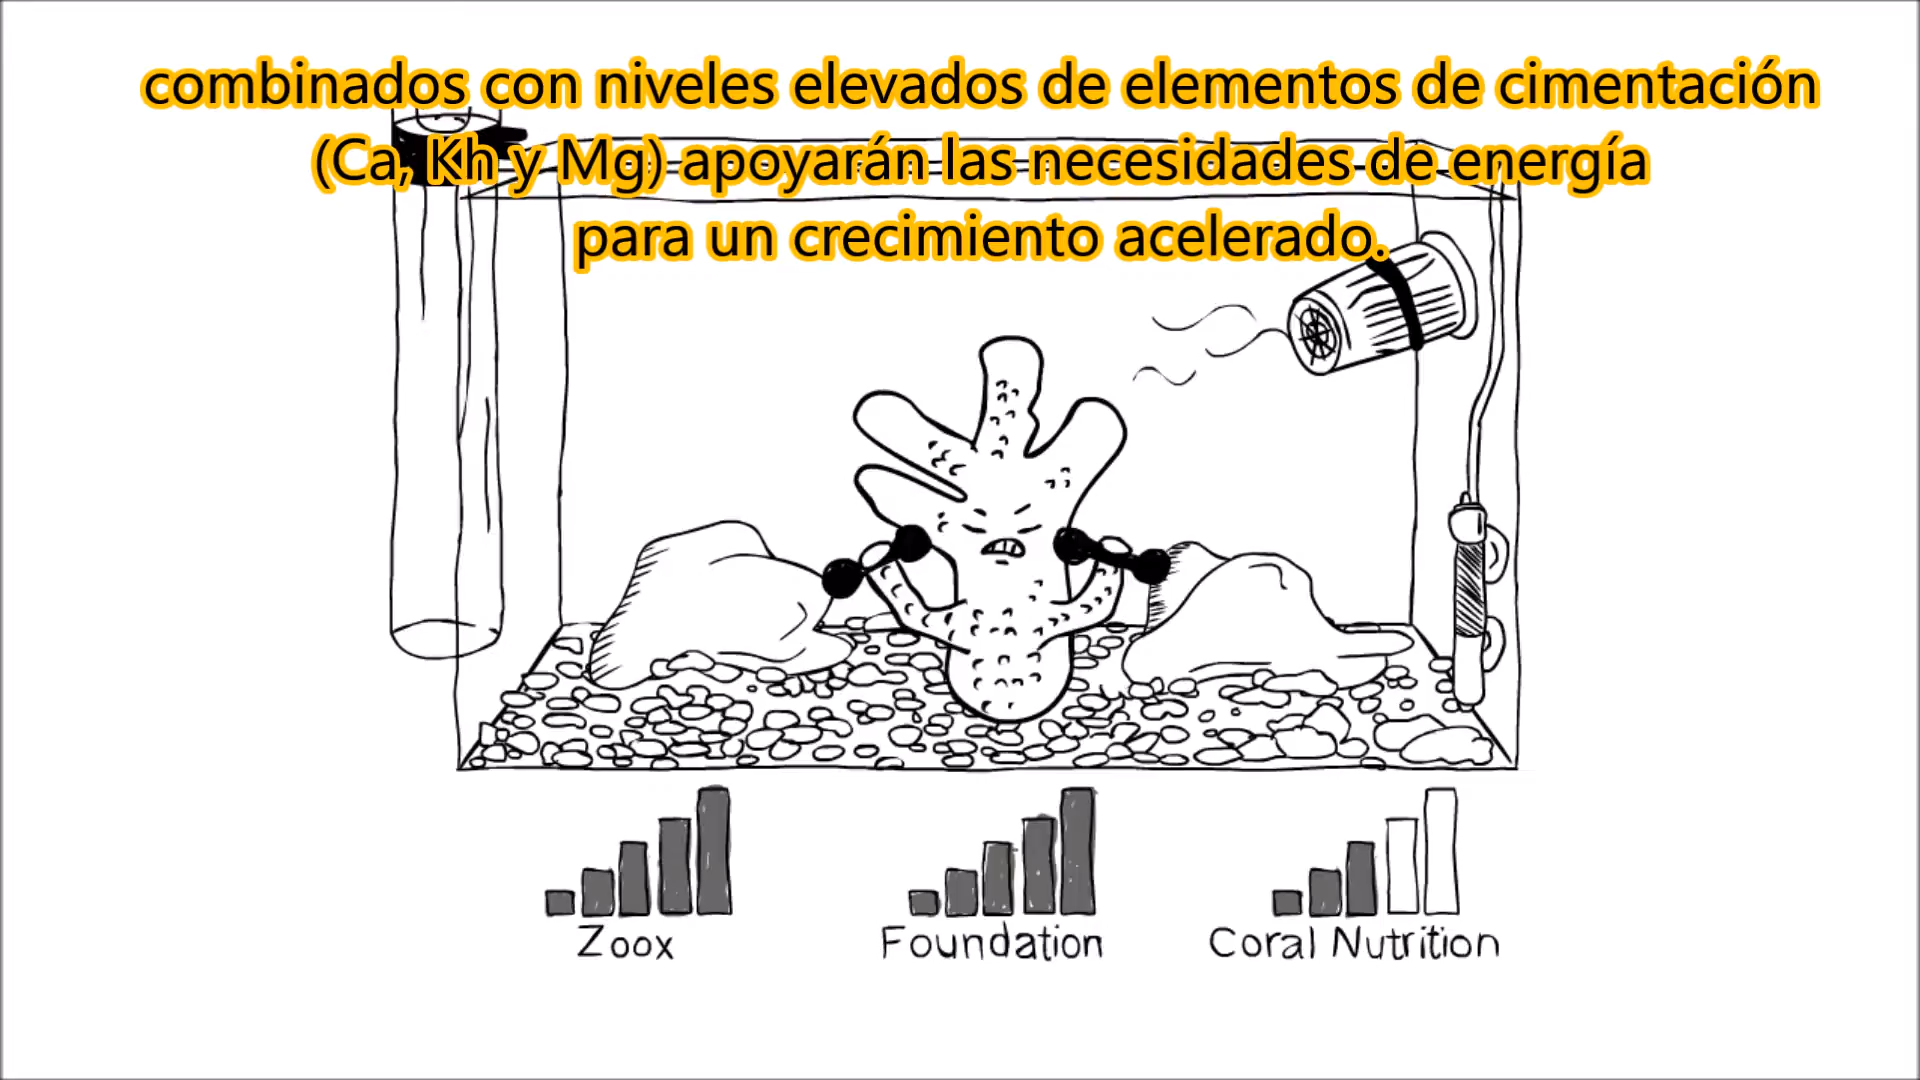 combinados con niveles elevados de elementos de cimentación
(Ca, Kh y Mg) apoyarán las necesidades de energía
para un crecimiento acelerado.
Zoox
Foundation
Coral Nutrition